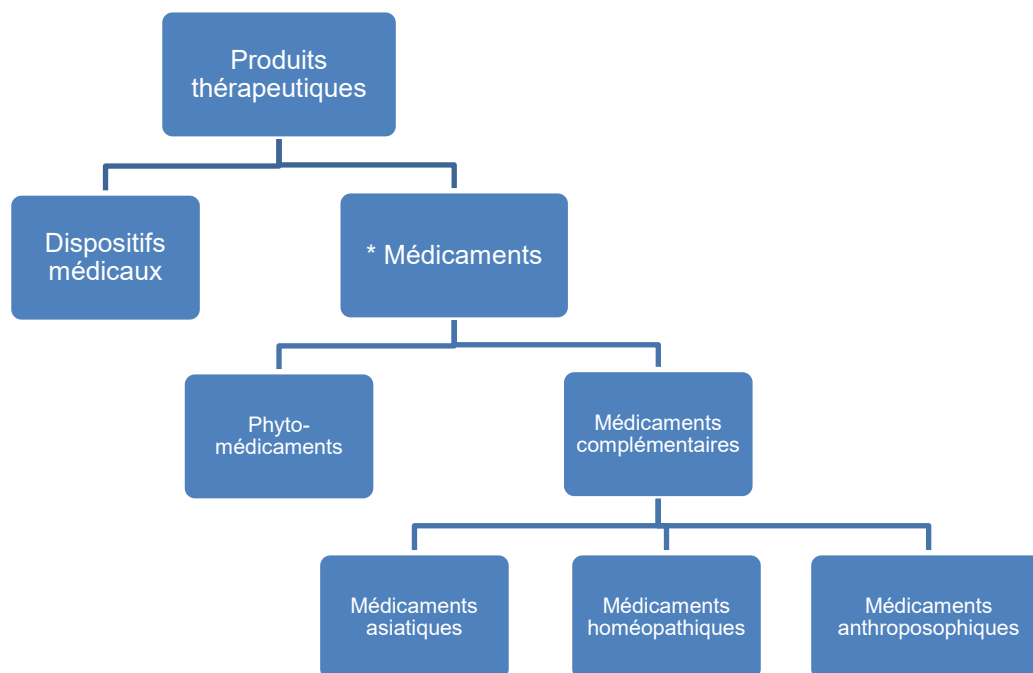 Produits
thérapeutiques
Dispositifs
médicaux
* Médicaments
Phyto-
médicaments
Médicaments
complémentaires
Médicaments
asiatiques
Médicaments
homéopathiques
Médicaments
anthroposophiques